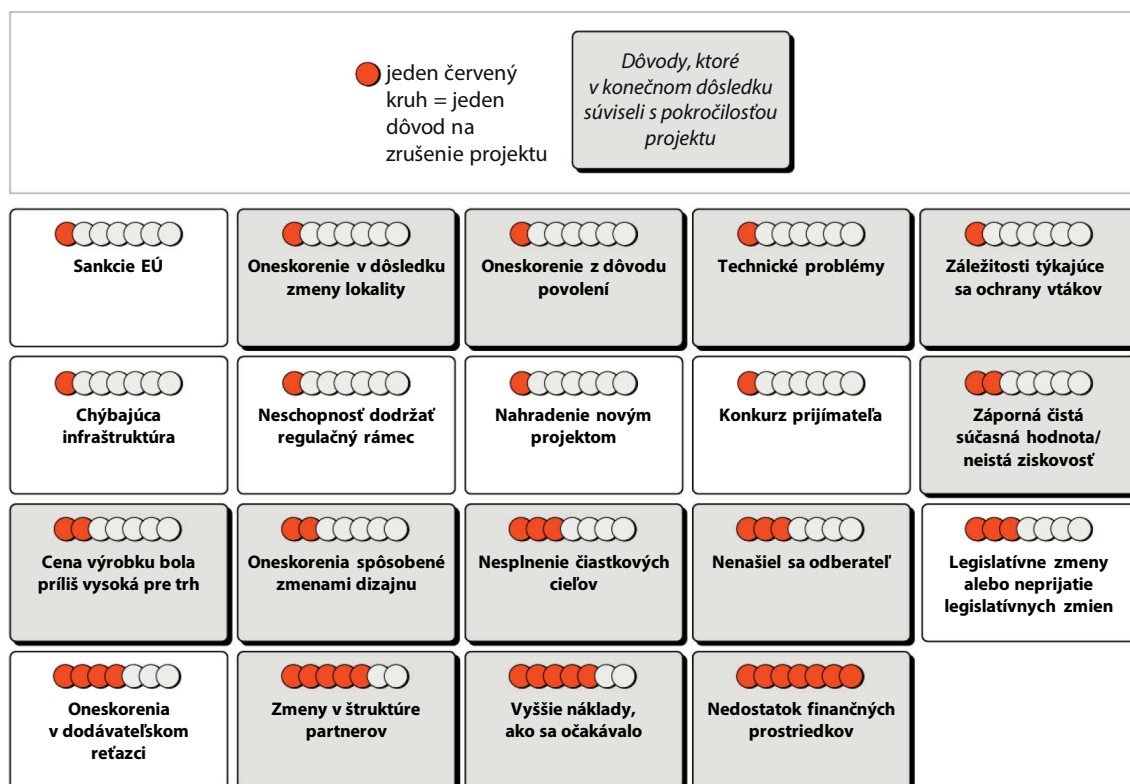 jeden červený
kruh = jeden
dôvod na
zrušenie projektu
Dôvody, ktoré
v konečnom dôsledku
súviseli s pokročilosťou
projektu
Sankcie EÚ
Oneskorenie v dôsledku
zmeny lokality
Oneskorenie z dôvodu
povolení
Technické problémy
Záležitosti týkajúce
sa ochrany vtákov
Chýbajúca
infraštruktúra
Neschopnosť dodržať
regulačný rámec
Nahradenie novým
projektom
Konkurz prijímateľa
Záporná čistá
súčasná hodnota/
neistá ziskovosť
Cena výrobku bola
príliš vysoká pre trh
Oneskorenia spôsobené
zmenami dizajnu
Nesplnenie čiastkových
cieľov
Nenašiel sa odberateľ
Legislatívne zmeny
alebo neprijatie
legislatívnych zmien
Oneskorenia
v dodávateľskom
reťazci
Zmeny v štruktúre
partnerov
Vyššie náklady,
ako sa očakávalo
Nedostatok finančných
prostriedkov